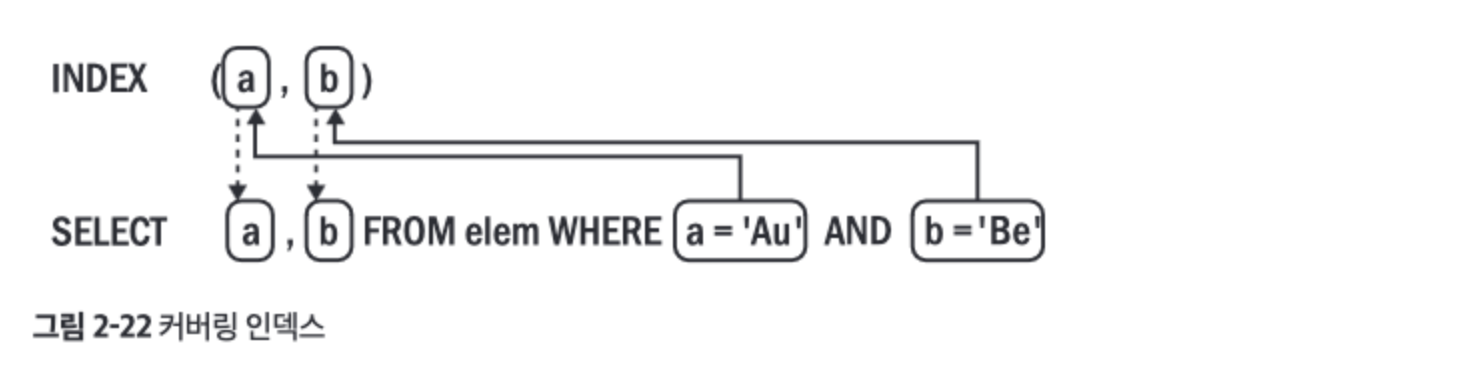 INDEX (a, b)
SELECT a, b FROM elem WHERE a = 'Au' AND b ='Be'
그림 2-22 커버링 인덱스